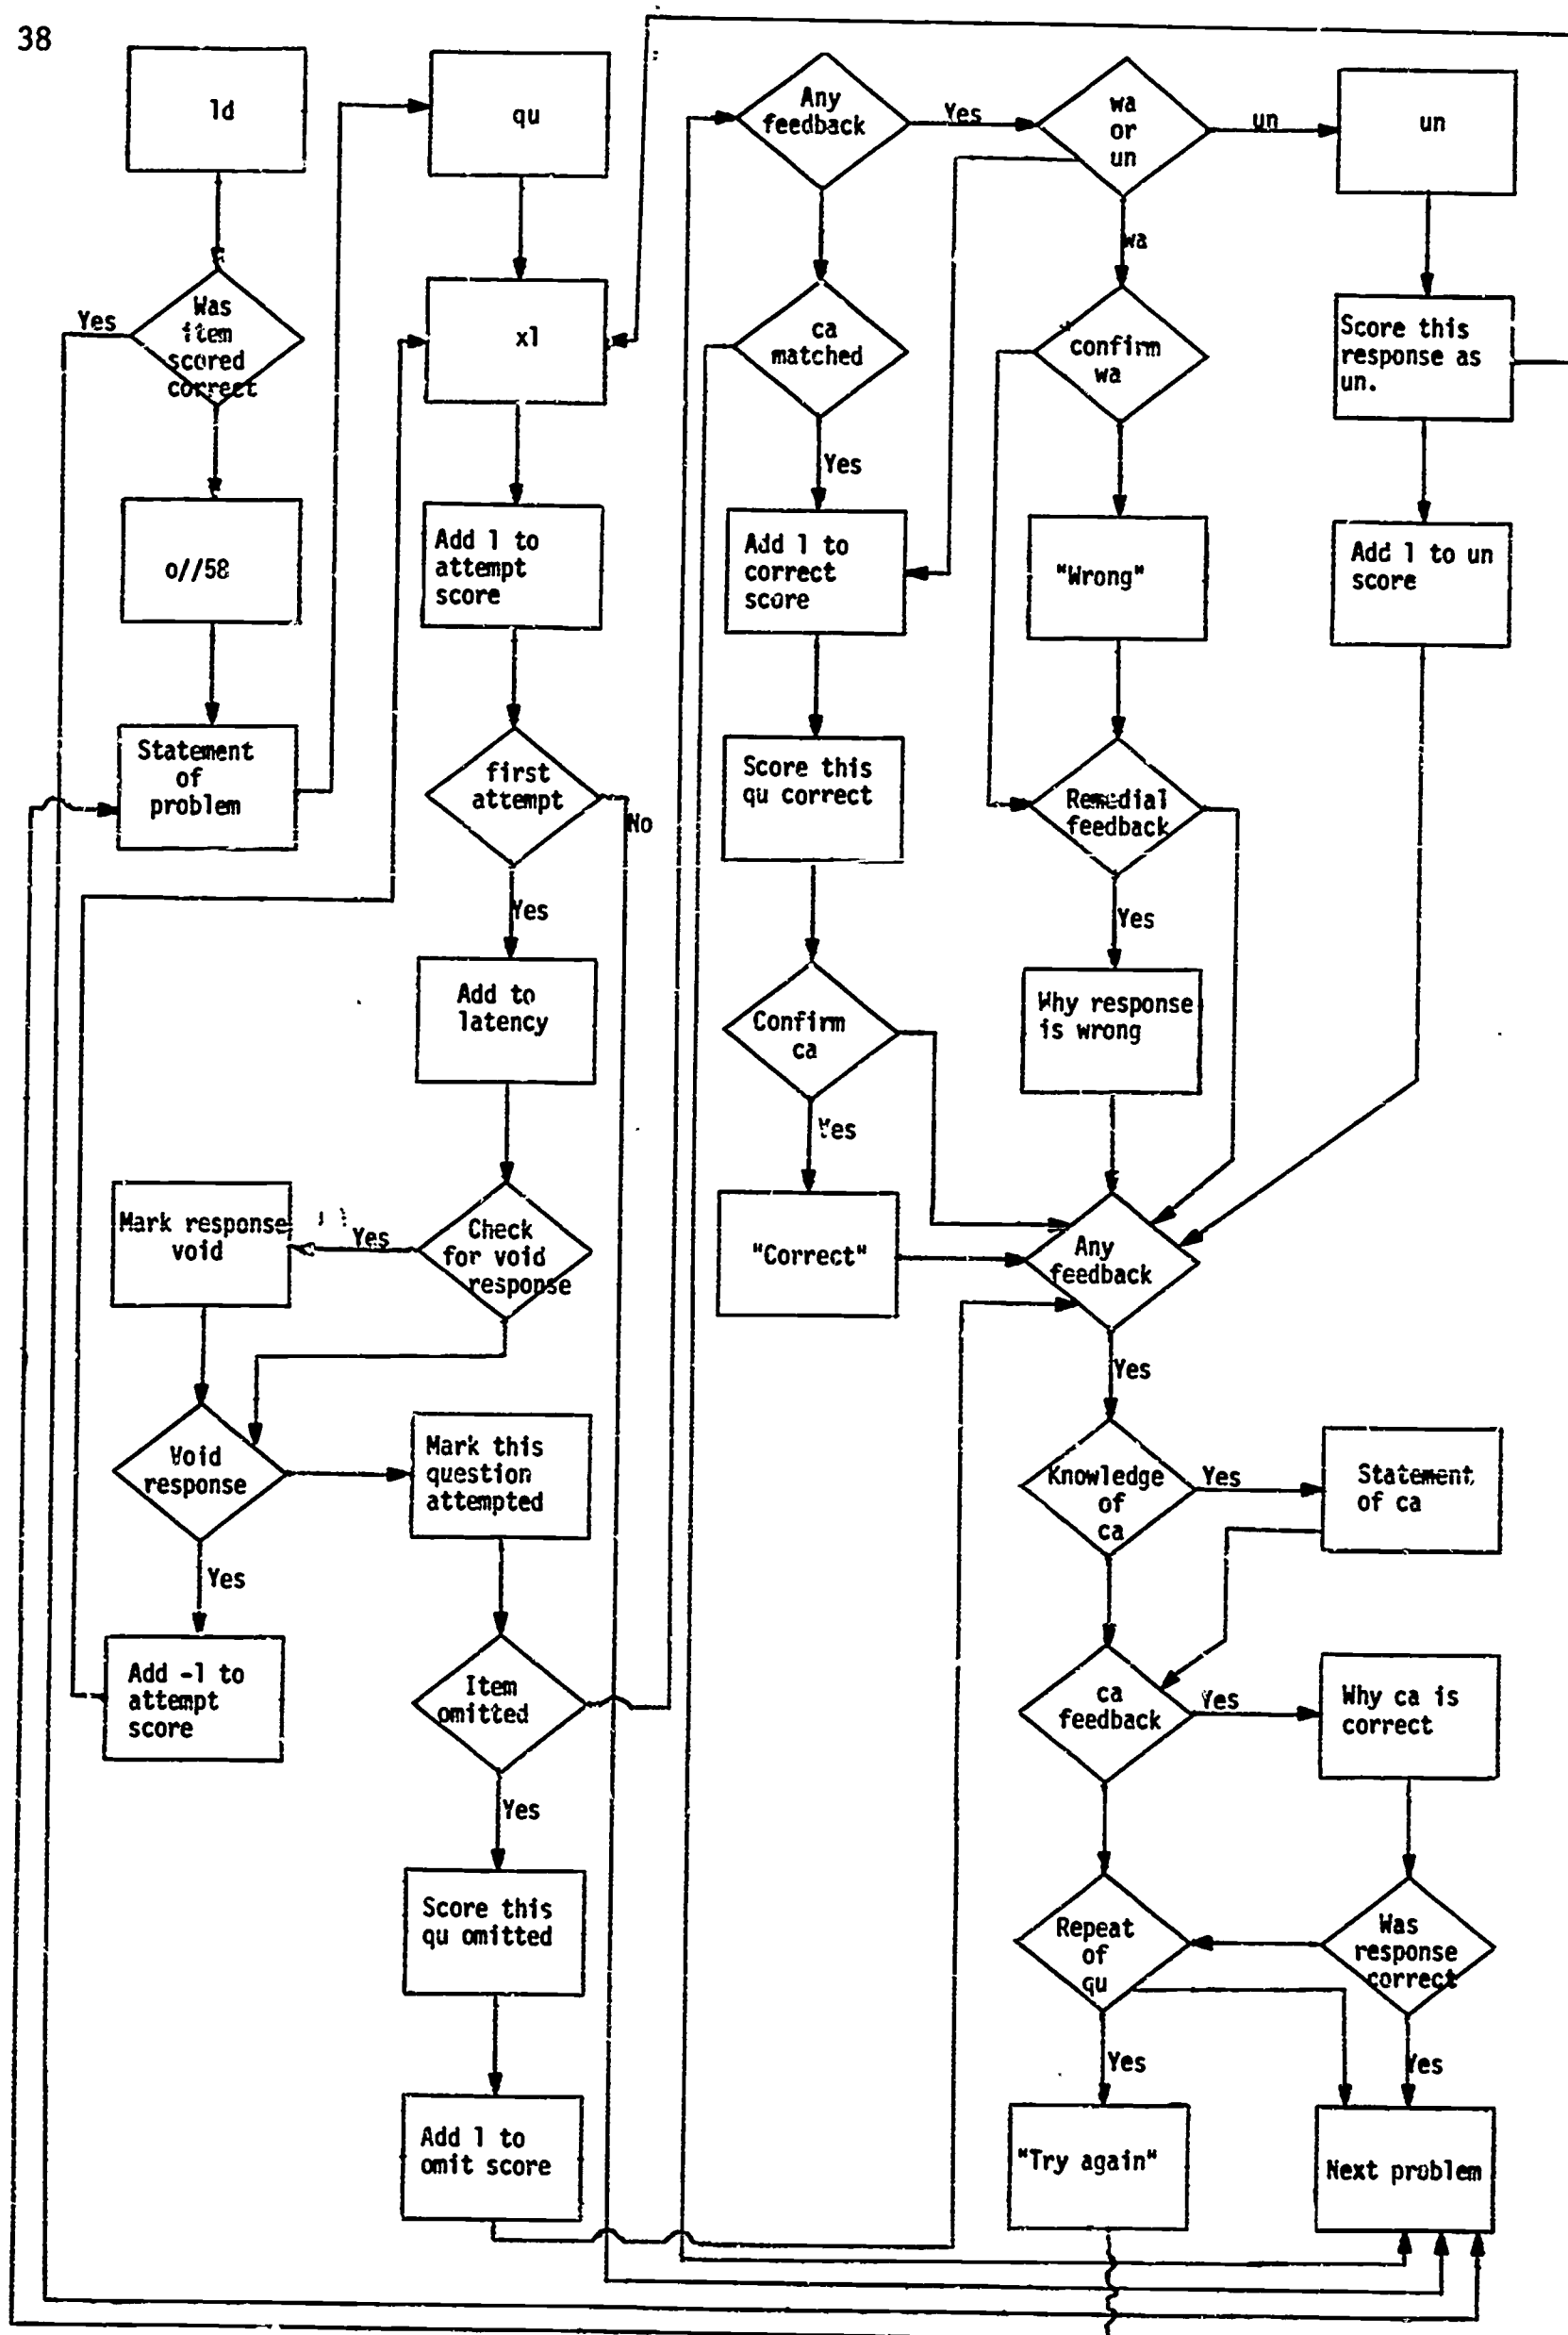 38
ld
Was
item
scored
correct
Yes
o//58
Statement
of
problem
qu
xl
Add 1 to
attempt
score
first
attempt
No
Yes
Add to
latency
Check
for void
response
Yes
Mark response
void
Void
response
Yes
Add -1 to
attempt
score
Mark this
question
attempted
Item
omitted
Yes
Score this
qu omitted
Add 1 to
omit score
Any
feedback
Yes
ca
matched
Yes
Add 1 to
correct
score
Score this
qu correct
Confirm
ca
Yes
"Correct"
wa
or
un
un
wa
confirm
wa
"Wrong"
Remedial
feedback
Yes
Why response
is wrong
Any
feedback
Yes
Knowledge
of
ca
Yes
Statement
of ca
ca
feedback
Yes
Why ca is
correct
Repeat
of
qu
Yes
"Try again"
Was
response
correct
Yes
Next problem
un
Score this
response as
un.
Add 1 to un
score